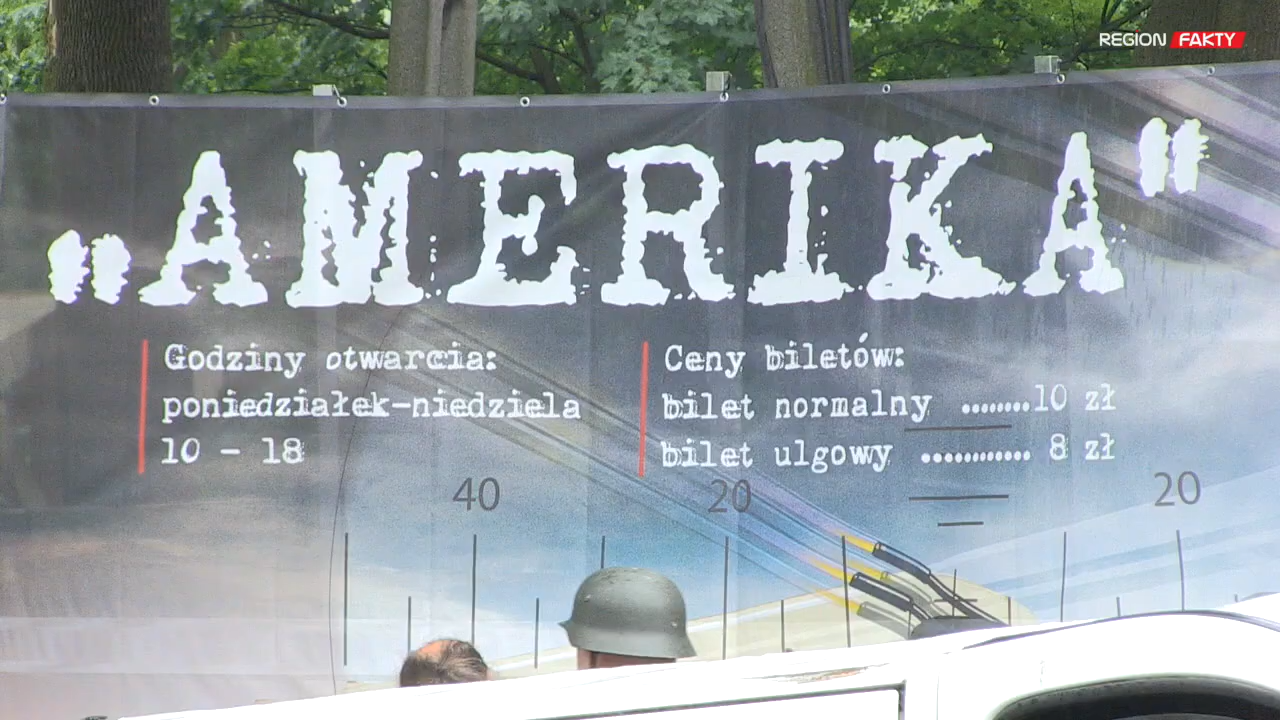 REGION FAKTY
„AMERIKA"
Godziny otwarcia:
poniedziałek-niedziela
10 - 18
Ceny biletów:
bilet normalny ........10 zł
bilet ulgowy ............ 8 zł
40 20 20